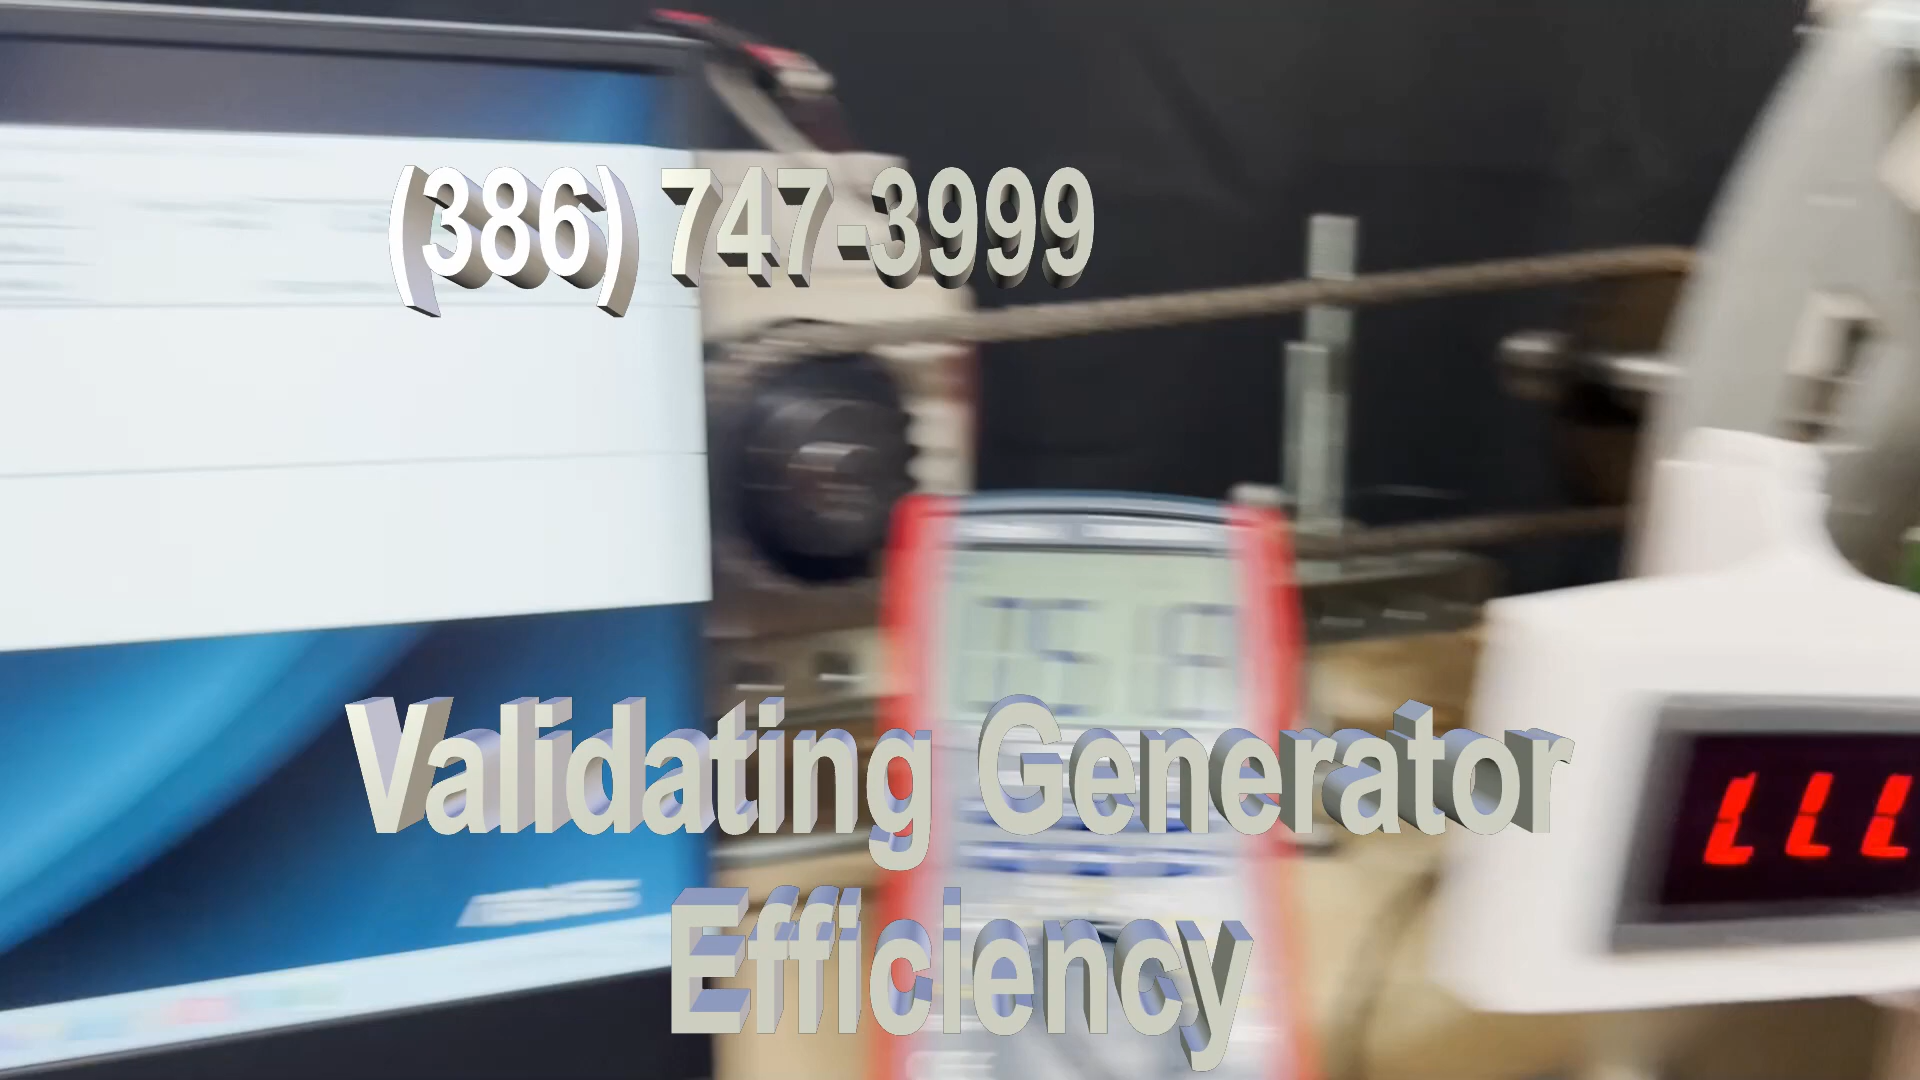 (386) 747-3999
Validating Generator
Efficiency